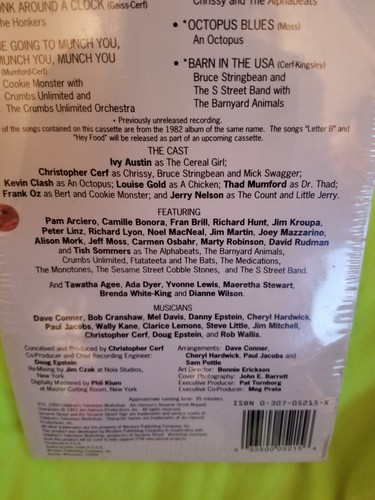 NK AROUND A CLOCK (Geiss-Cerf)
he Honkers
E GOING TO MUNCH YOU,
MUNCH YOU, MUNCH YOU
(Mumford-Cerf)
Cookie Monster with
Crumbs Unlimited and
The Crumbs Unlimited Orchestra
Chrissy and The Alphabeats
• *OCTOPUS BLUES (Moss)
An Octopus
• *BARN IN THE USA (Cerf-Kingsley)
Bruce Stringbean and
The S Street Band with
The Barnyard Animals
• Previously unreleased recording.
of the songs contained on this cassette are from the 1982 album of the same name. The songs "Letter B" and
"Hey Food" will be released as part of an upcoming cassette.
THE CAST
Ivy Austin as The Cereal Girl;
Christopher Cerf as Chrissy, Bruce Stringbean and Mick Swagger;
Kevin Clash as An Octopus; Louise Gold as A Chicken; Thad Mumford as Dr. Thad;
Frank Oz as Bert and Cookie Monster; and Jerry Nelson as The Count and Little Jerry.
FEATURING
Pam Arciero, Camille Bonora, Fran Brill, Richard Hunt, Jim Kroupa,
Peter Linz, Richard Lyon, Noel MacNeal, Jim Martin, Joey Mazzarino,
Alison Mork, Jeff Moss, Carmen Osbahr, Marty Robinson, David Rudman
and Tish Sommers as The Alphabeats, The Barnyard Animals,
Crumbs Unlimited, Ftatateeta and The Bats, The Medications,
The Monotones, The Sesame Street Cobble Stones, and The S Street Band.
And Tawatha Agee, Ada Dyer, Yvonne Lewis, Maeretha Stewart,
Brenda White-King and Dianne Wilson.
MUSICIANS
Dave Conner, Bob Cranshaw, Mel Davis, Danny Epstein, Cheryl Hardwick,
Paul Jacobs, Wally Kane, Clarice Lemons, Steve Little, Jim Mitchell,
Christopher Cerf, Doug Epstein, and Rob Wallis.
Conceived and Produced by Christopher Cerf
Co-Producer and Chief Recording Engineer:
Doug Epstein
Re-Mixing by Jim Czak at Nola Studios,
New York
Digitally Mastered by Phil Klum
at Master Cutting Room, New York
Arrangements: Dave Conner,
Cheryl Hardwick, Paul Jacobs and
Sam Pottle
Art Director: Bonnie Erickson
Cover Photography: John E. Barrett
Executive Producer: Pat Tornborg
Executive Co-Producer: Meg Pratz
Approximate running time: 35 minutes.
ISBN 0-307-05215-X
33500 05215